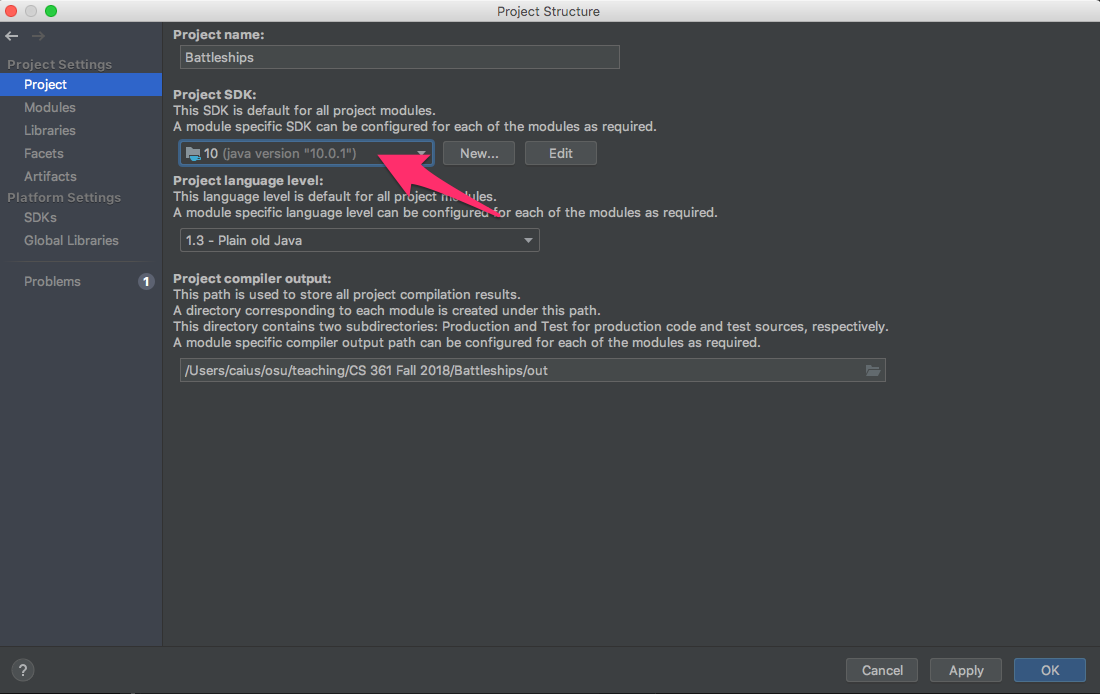 Project Structure
Project Settings
Project
Modules
Libraries
Facets
Artifacts
Platform Settings
SDKs
Global Libraries
Problems 1
Project name:
Battleships
Project SDK:
This SDK is default for all project modules.
A module specific SDK can be configured for each of the modules as required.
10 (java version "10.0.1") New... Edit
Project language level:
This language level is default for all project modules.
A module specific language level can be configured for each of the modules as required.
1.3 - Plain old Java
Project compiler output:
This path is used to store all project compilation results.
A directory corresponding to each module is created under this path.
This directory contains two subdirectories: Production and Test for production code and test sources, respectively.
A module specific compiler output path can be configured for each of the modules as required.
/Users/caius/osu/teaching/CS 361 Fall 2018/Battleships/out
? Cancel Apply OK